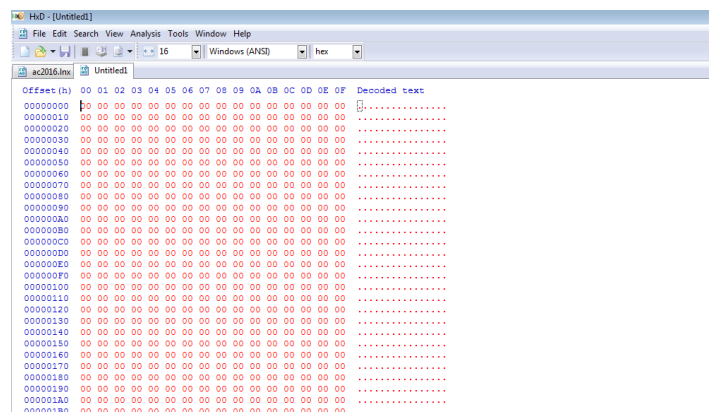 HxD - [Untitled1]
File Edit Search View Analysis Tools Window Help
16 Windows (ANSI) hex
ac2016.lnx Untitled1
Offset(h) 00 01 02 03 04 05 06 07 08 09 0A 0B 0C 0D 0E 0F Decoded text
00000000 00 00 00 00 00 00 00 00 00 00 00 00 00 00 00 00 ................
00000010 00 00 00 00 00 00 00 00 00 00 00 00 00 00 00 00 ................
00000020 00 00 00 00 00 00 00 00 00 00 00 00 00 00 00 00 ................
00000030 00 00 00 00 00 00 00 00 00 00 00 00 00 00 00 00 ................
00000040 00 00 00 00 00 00 00 00 00 00 00 00 00 00 00 00 ................
00000050 00 00 00 00 00 00 00 00 00 00 00 00 00 00 00 00 ................
00000060 00 00 00 00 00 00 00 00 00 00 00 00 00 00 00 00 ................
00000070 00 00 00 00 00 00 00 00 00 00 00 00 00 00 00 00 ................
00000080 00 00 00 00 00 00 00 00 00 00 00 00 00 00 00 00 ................
00000090 00 00 00 00 00 00 00 00 00 00 00 00 00 00 00 00 ................
000000A0 00 00 00 00 00 00 00 00 00 00 00 00 00 00 00 00 ................
000000B0 00 00 00 00 00 00 00 00 00 00 00 00 00 00 00 00 ................
000000C0 00 00 00 00 00 00 00 00 00 00 00 00 00 00 00 00 ................
000000D0 00 00 00 00 00 00 00 00 00 00 00 00 00 00 00 00 ................
000000E0 00 00 00 00 00 00 00 00 00 00 00 00 00 00 00 00 ................
000000F0 00 00 00 00 00 00 00 00 00 00 00 00 00 00 00 00 ................
00000100 00 00 00 00 00 00 00 00 00 00 00 00 00 00 00 00 ................
00000110 00 00 00 00 00 00 00 00 00 00 00 00 00 00 00 00 ................
00000120 00 00 00 00 00 00 00 00 00 00 00 00 00 00 00 00 ................
00000130 00 00 00 00 00 00 00 00 00 00 00 00 00 00 00 00 ................
00000140 00 00 00 00 00 00 00 00 00 00 00 00 00 00 00 00 ................
00000150 00 00 00 00 00 00 00 00 00 00 00 00 00 00 00 00 ................
00000160 00 00 00 00 00 00 00 00 00 00 00 00 00 00 00 00 ................
00000170 00 00 00 00 00 00 00 00 00 00 00 00 00 00 00 00 ................
00000180 00 00 00 00 00 00 00 00 00 00 00 00 00 00 00 00 ................
00000190 00 00 00 00 00 00 00 00 00 00 00 00 00 00 00 00 ................
000001A0 00 00 00 00 00 00 00 00 00 00 00 00 00 00 00 00 ................
000001B0 00 00 00 00 00 00 00 00 00 00 00 00 00 00 00 00 ................